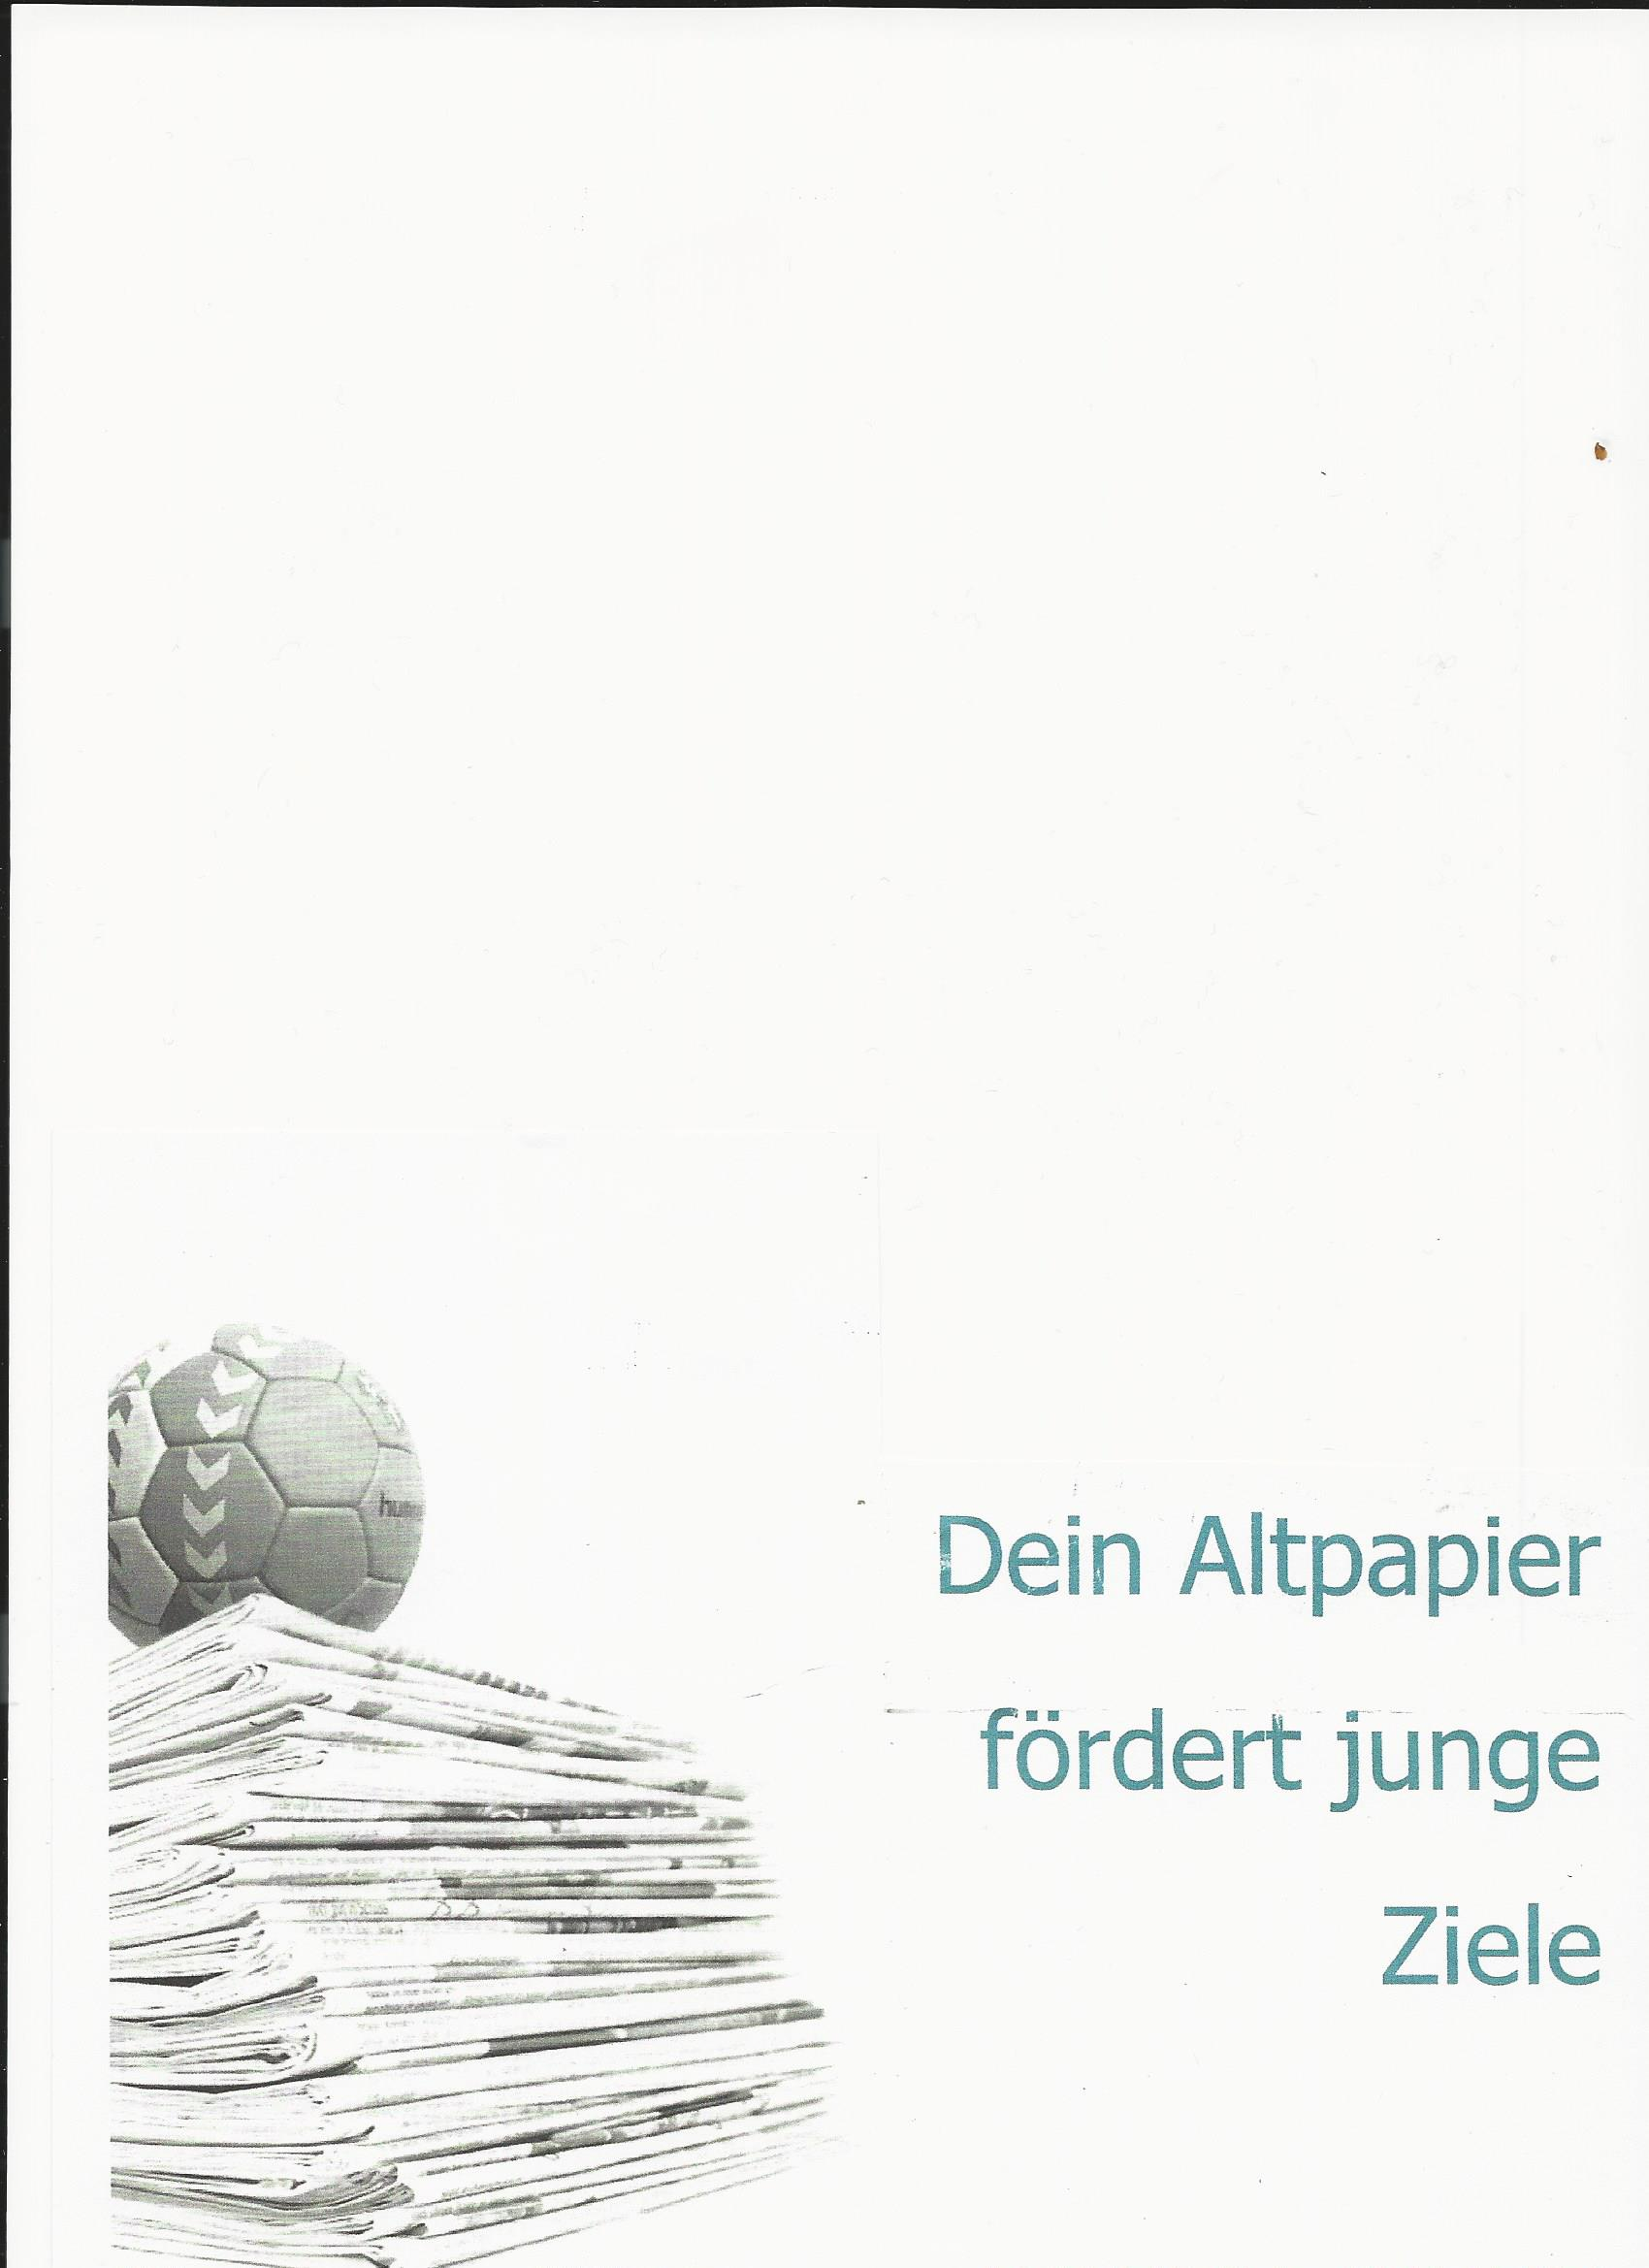 Dein Altpapier
fördert junge
Ziele